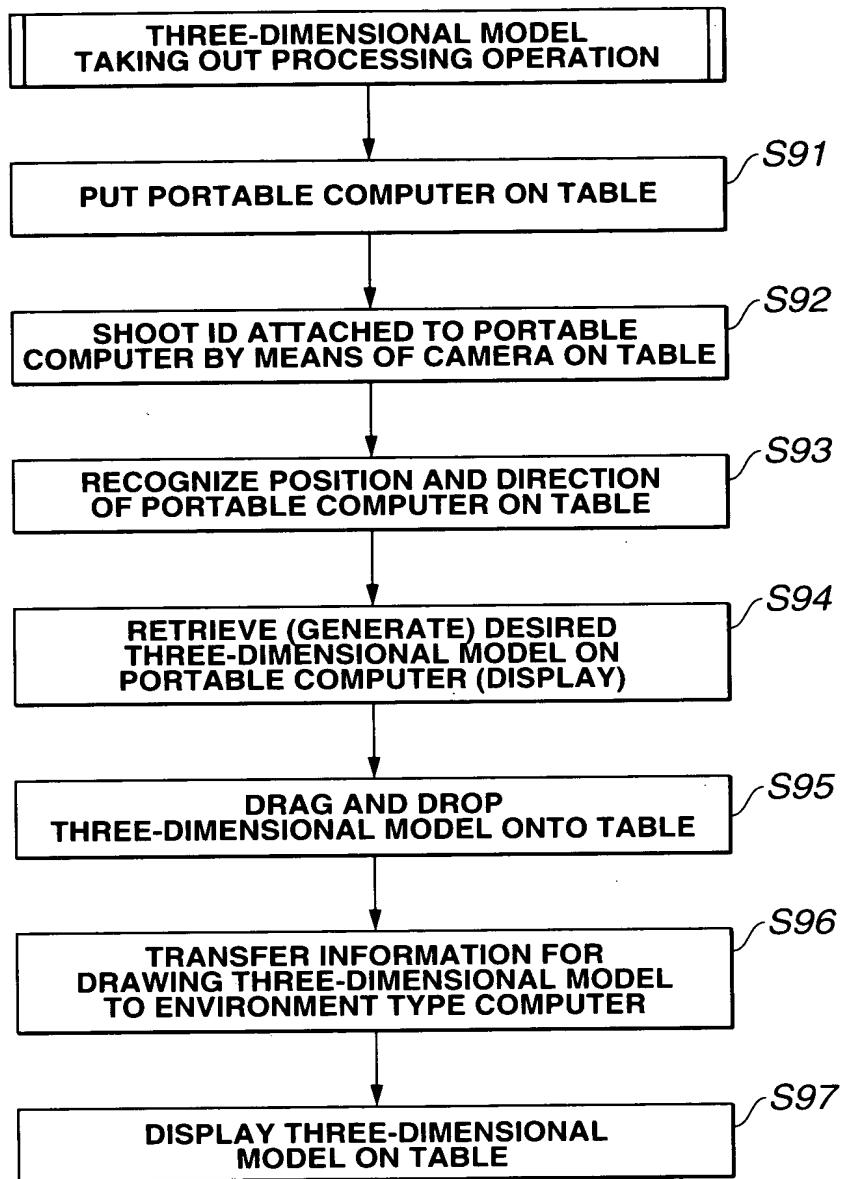 THREE-DIMENSIONAL MODEL
TAKING OUT PROCESSING OPERATION
S91
PUT PORTABLE COMPUTER ON TABLE
S92
SHOOT ID ATTACHED TO PORTABLE
COMPUTER BY MEANS OF CAMERA ON TABLE
S93
RECOGNIZE POSITION AND DIRECTION
OF PORTABLE COMPUTER ON TABLE
S94
RETRIEVE (GENERATE) DESIRED
THREE-DIMENSIONAL MODEL ON
PORTABLE COMPUTER (DISPLAY)
S95
DRAG AND DROP
THREE-DIMENSIONAL MODEL ONTO TABLE
S96
TRANSFER INFORMATION FOR
DRAWING THREE-DIMENSIONAL MODEL
TO ENVIRONMENT TYPE COMPUTER
S97
DISPLAY THREE-DIMENSIONAL
MODEL ON TABLE